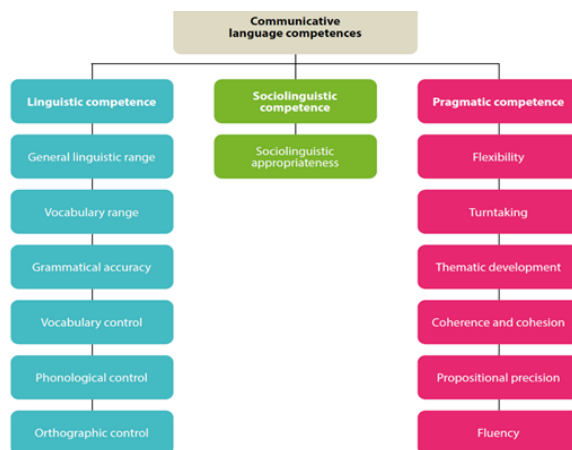 Communicative
language competences
Linguistic competence
General linguistic range
Vocabulary range
Grammatical accuracy
Vocabulary control
Phonological control
Orthographic control
Sociolinguistic
competence
Sociolinguistic
appropriateness
Pragmatic competence
Flexibility
Turntaking
Thematic development
Coherence and cohesion
Propositional precision
Fluency